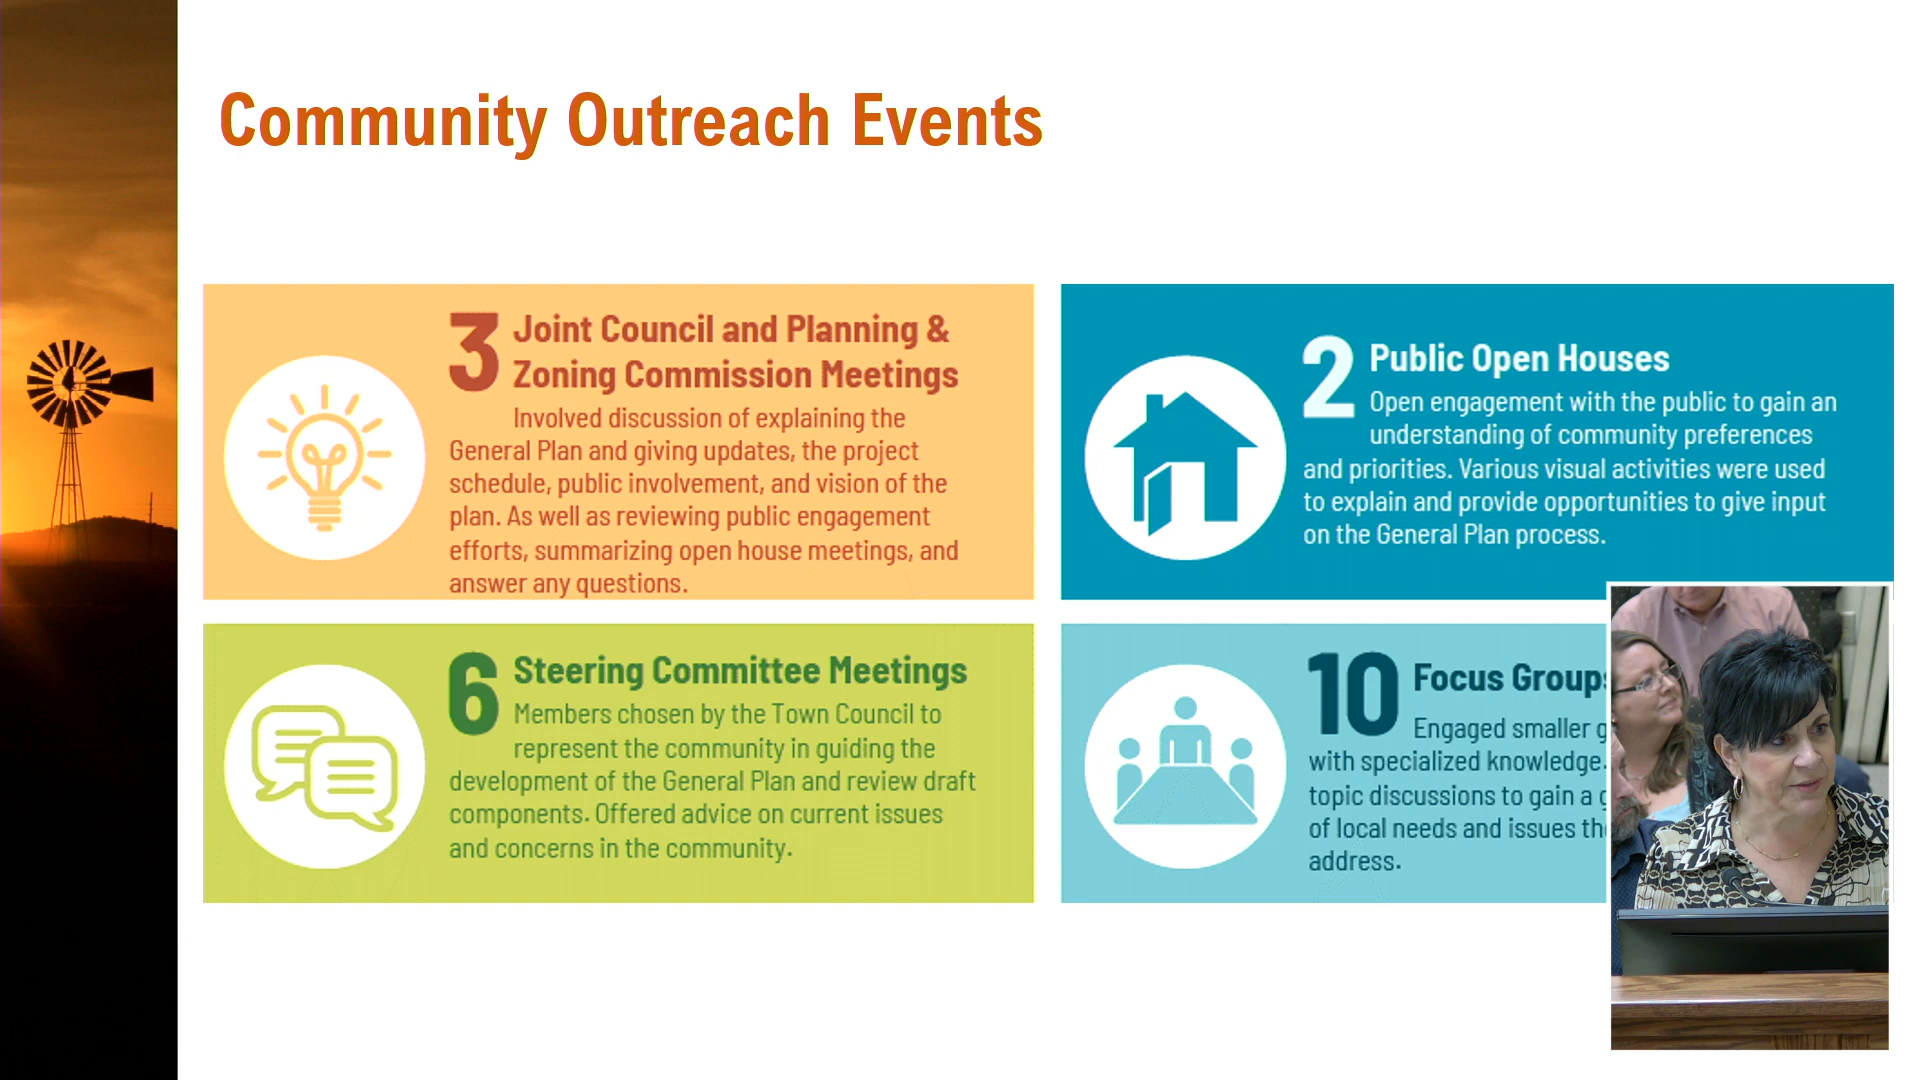 Community Outreach Events
3 Joint Council and Planning &
Zoning Commission Meetings
Involved discussion of explaining the
General Plan and giving updates, the project
schedule, public involvement, and vision of the
plan. As well as reviewing public engagement
efforts, summarizing open house meetings, and
answer any questions.
2 Public Open Houses
Open engagement with the public to gain an
understanding of community preferences
and priorities. Various visual activities were used
to explain and provide opportunities to give input
on the General Plan process.
6 Steering Committee Meetings
Members chosen by the Town Council to
represent the community in guiding the
development of the General Plan and review draft
components. Offered advice on current issues
and concerns in the community.
10 Focus
Engaged smaller
with specialized knowledge.
topic discussions to gain a
of local needs and issues
address.